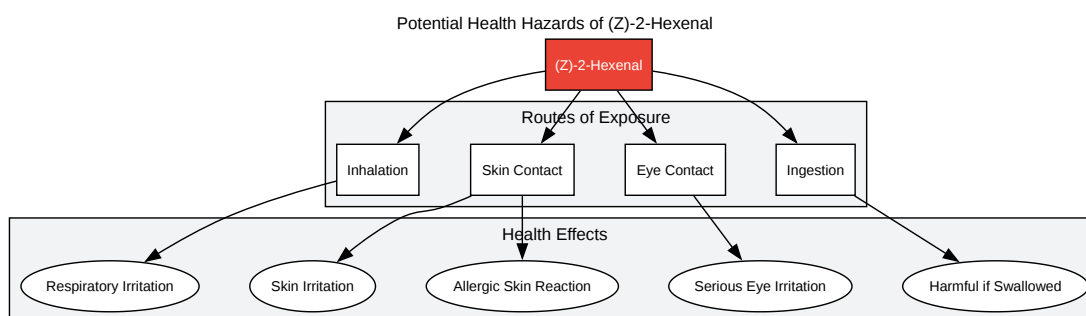 Potential Health Hazards of (Z)-2-Hexenal
(Z)-2-Hexenal
Routes of Exposure
Inhalation
Skin Contact
Eye Contact
Ingestion
Health Effects
Respiratory Irritation
Skin Irritation
Allergic Skin Reaction
Serious Eye Irritation
Harmful if Swallowed